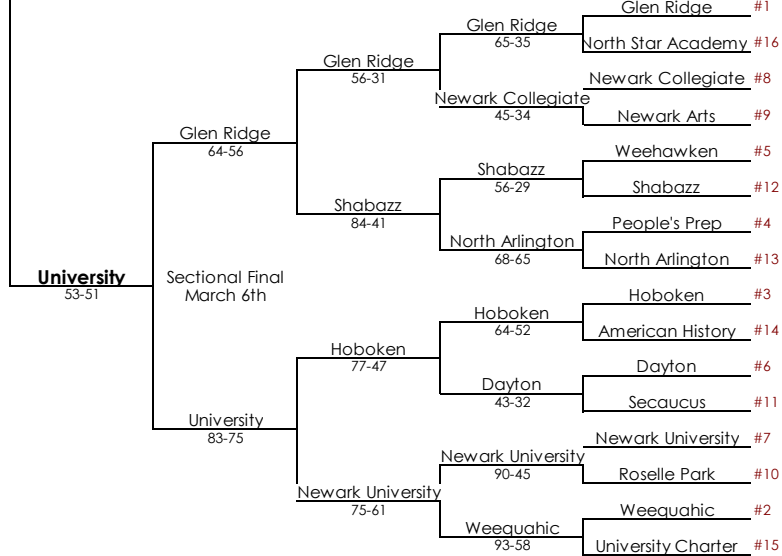 Glen Ridge #1
Glen Ridge
65-35
North Star Academy #16
Glen Ridge
56-31
Newark Collegiate #8
Newark Collegiate
45-34
Newark Arts #9
Glen Ridge
64-56
Weehawken #5
Shabazz
56-29
Shabazz #12
Shabazz
84-41
People's Prep #4
North Arlington
68-65
North Arlington #13
University
53-51
Sectional Final
March 6th
Hoboken #3
Hoboken
64-52
American History #14
Hoboken
77-47
Dayton #6
Dayton
43-32
Secaucus #11
University
83-75
Newark University #7
Newark University
90-45
Roselle Park #10
Newark University
75-61
Weequahic #2
Weequahic
93-58
University Charter #15